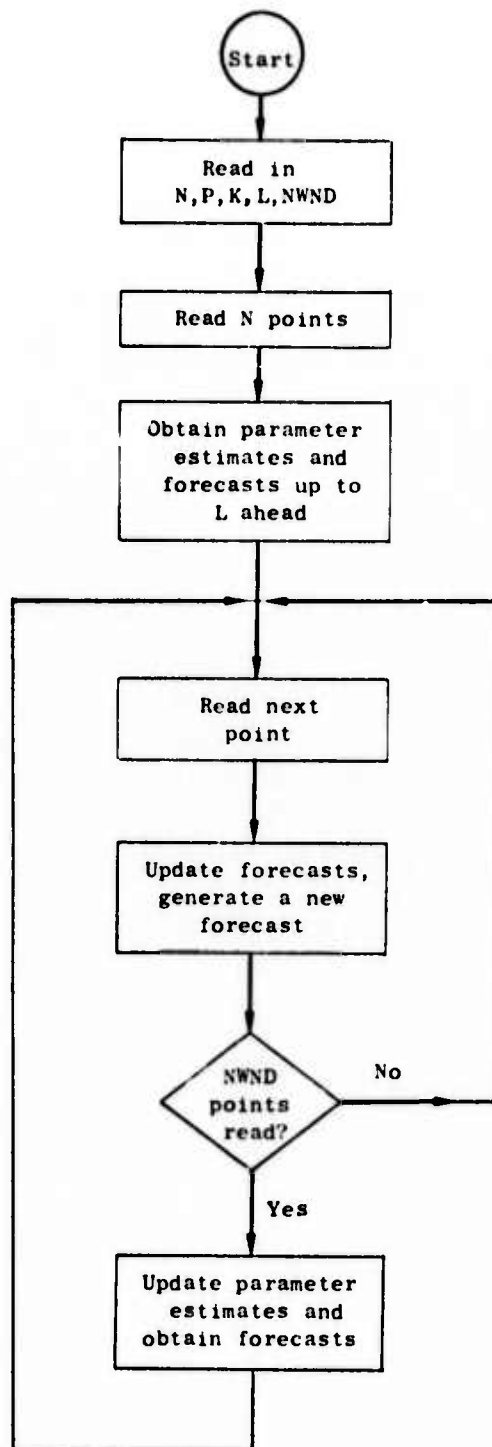 Start
Read in
N,P,K,L,NWND
Read N points
Obtain parameter
estimates and
forecasts up to
L ahead
Read next
point
Update forecasts,
generate a new
forecast
NWND
points
read?
No
Yes
Update parameter
estimates and
obtain forecasts